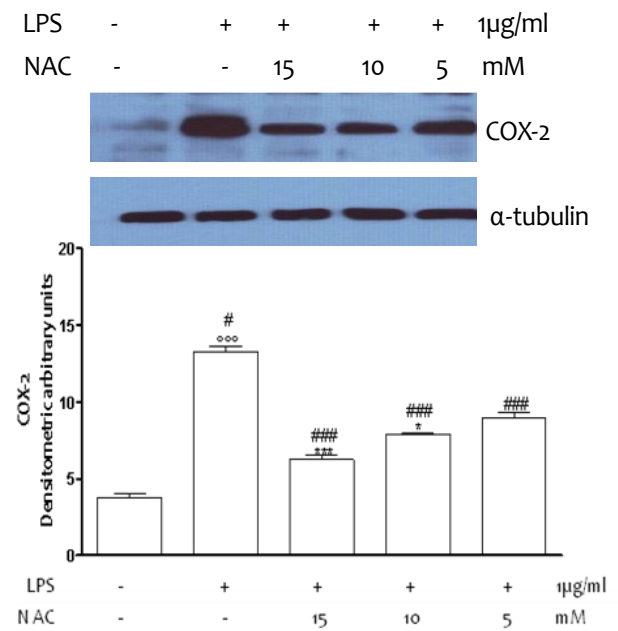 LPS - + + + + 1µg/ml
NAC - - 15 10 5 mM
COX-2
α-tubulin
20
15
10
5
0
COX-2
Densitometric arbitrary units
#
°°°
###
***
###
*
###
LPS - + + + + 1µg/ml
NAC - - 15 10 5 mM